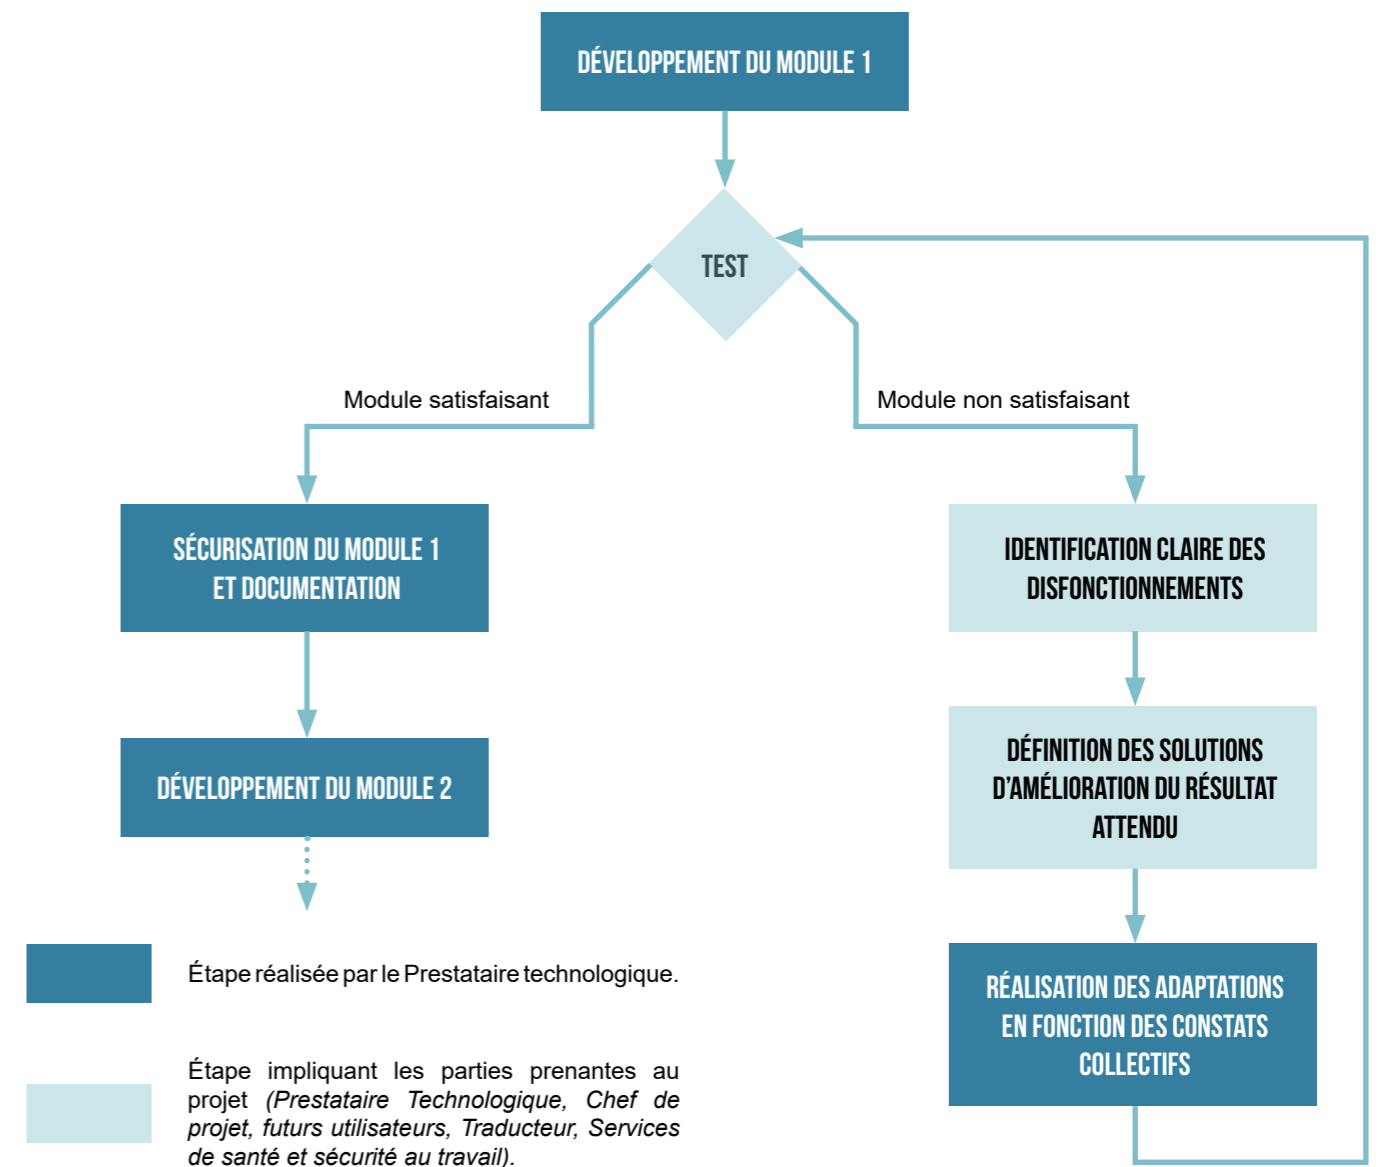 DÉVELOPPEMENT DU MODULE 1
TEST
Module satisfaisant
Module non satisfaisant
SÉCURISATION DU MODULE 1
ET DOCUMENTATION
IDENTIFICATION CLAIRE DES
DISFONCTIONNEMENTS
DÉVELOPPEMENT DU MODULE 2
DÉFINITION DES SOLUTIONS
D’AMÉLIORATION DU RÉSULTAT
ATTENDU
RÉALISATION DES ADAPTATIONS
EN FONCTION DES CONSTATS
COLLECTIFS
Étape réalisée par le Prestataire technologique.
Étape impliquant les parties prenantes au
projet (Prestataire Technologique, Chef de
projet, futurs utilisateurs, Traducteur, Services
de santé et sécurité au travail).